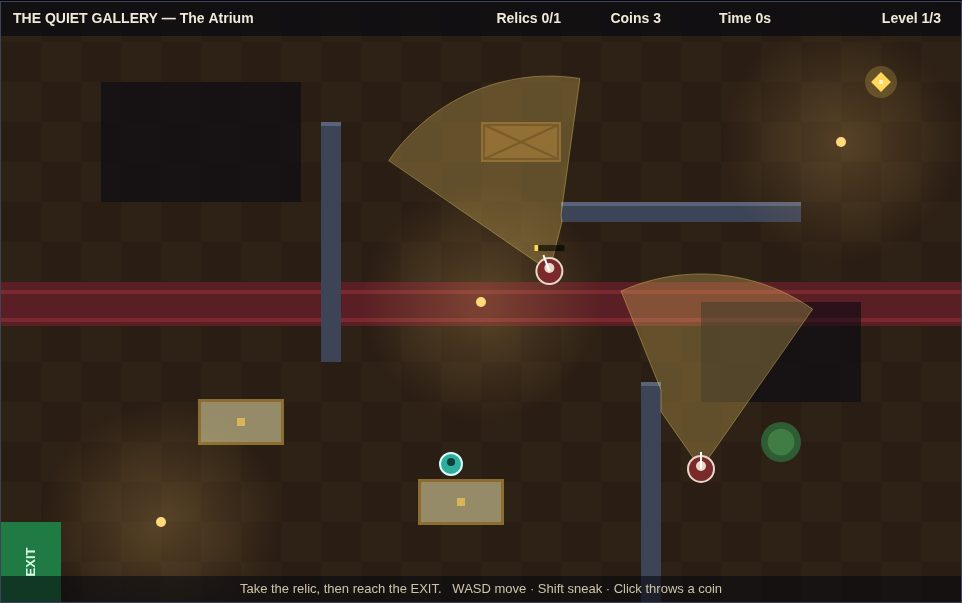 THE QUIET GALLERY — The Atrium Relics 0/1 Coins 3 Time 0s Level 1/3
EXIT
Take the relic, then reach the EXIT. WASD move · Shift sneak · Click throws a coin